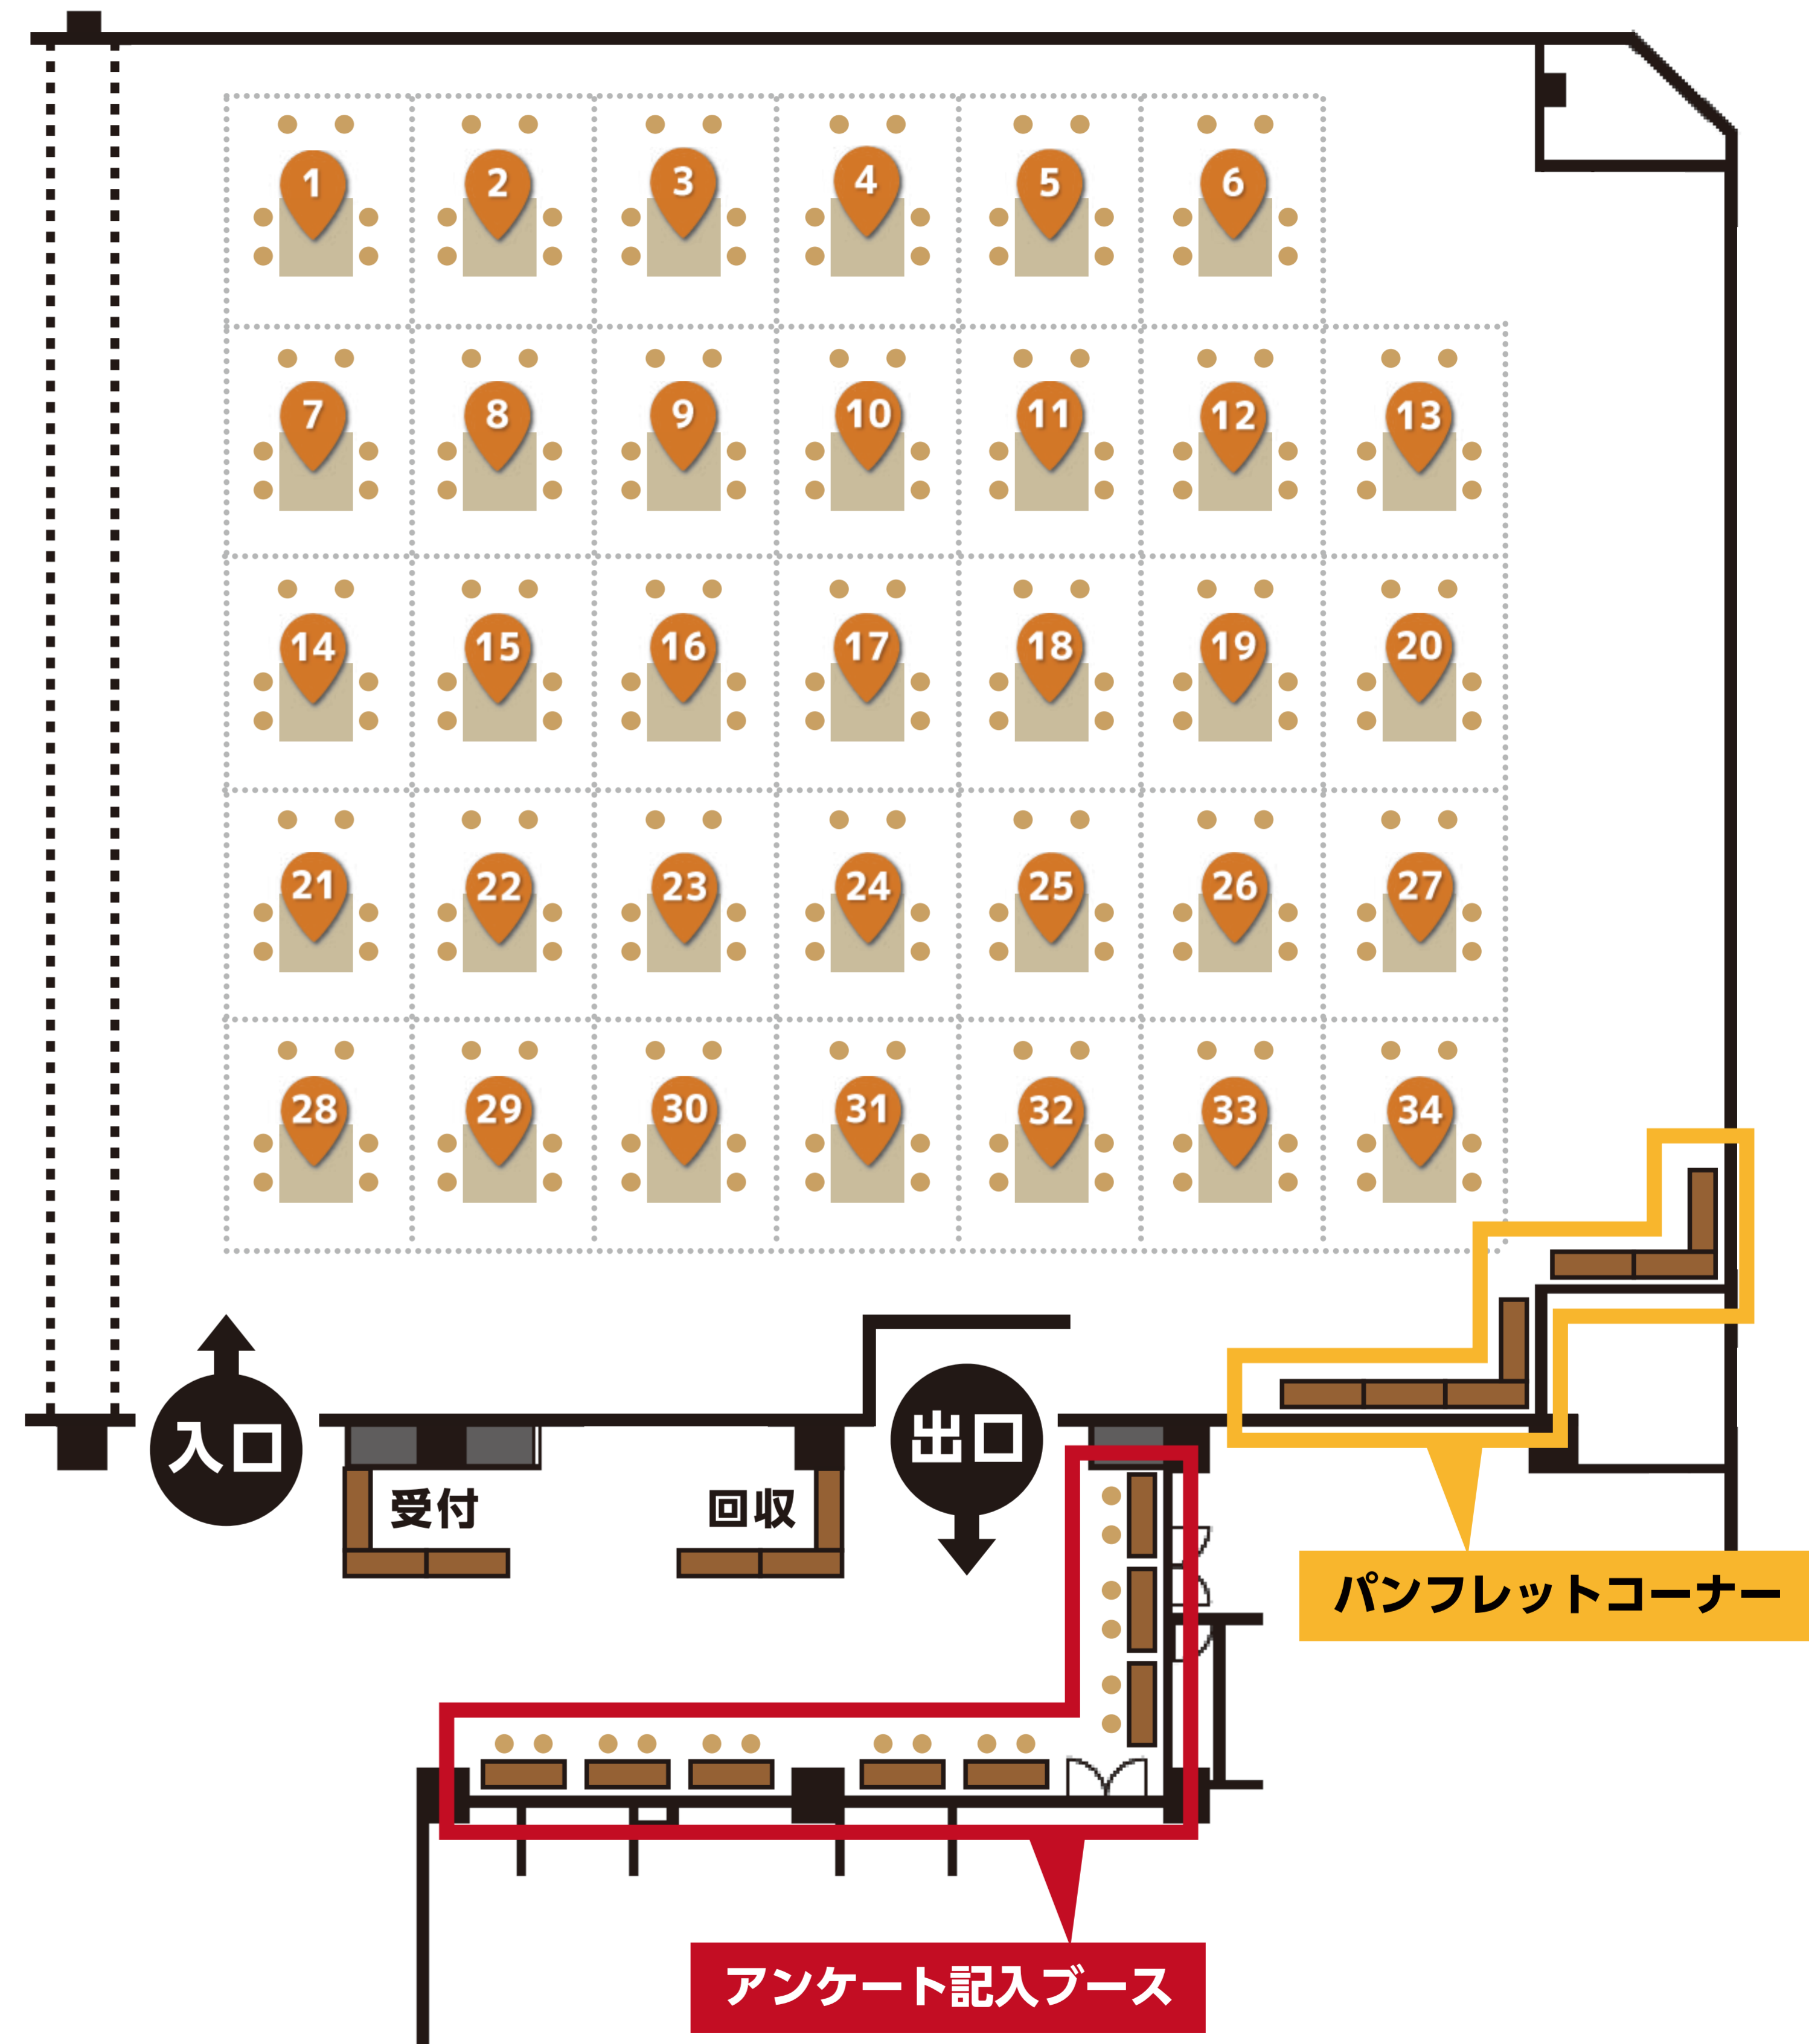 1 2 3 4 5 6
7 8 9 10 11 12 13
14 15 16 17 18 19 20
21 22 23 24 25 26 27
28 29 30 31 32 33 34
入口
出口
受付
回収
パンフレットコーナー
アンケート記入ブース